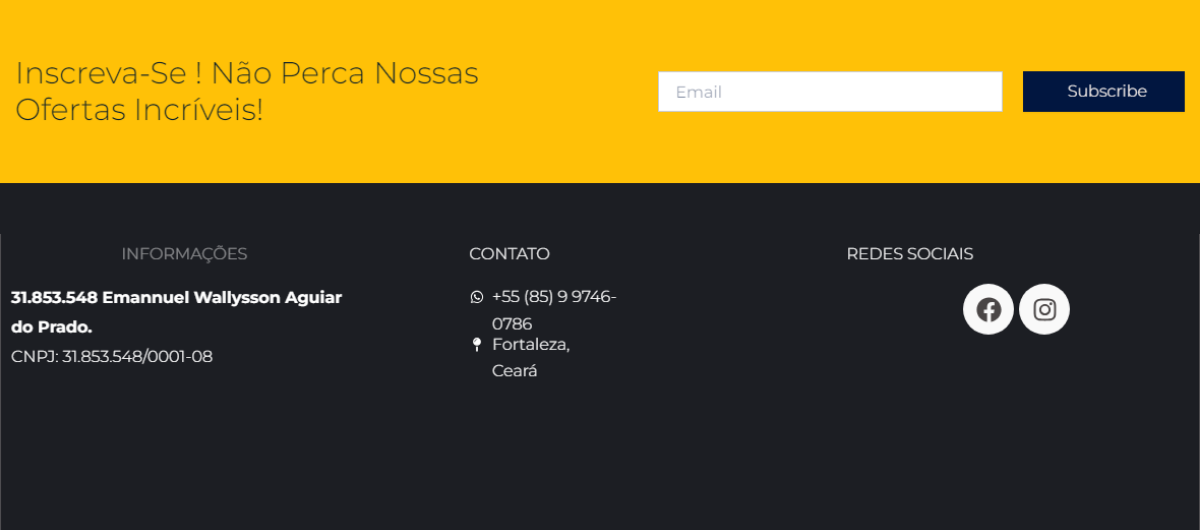 Inscreva-Se ! Não Perca Nossas
Ofertas Incríveis!
Email
Subscribe
INFORMAÇÕES
31.853.548 Emannuel Wallysson Aguiar
do Prado.
CNPJ: 31.853.548/0001-08
CONTATO
+55 (85) 9 9746-
0786
Fortaleza,
Ceará
REDES SOCIAIS